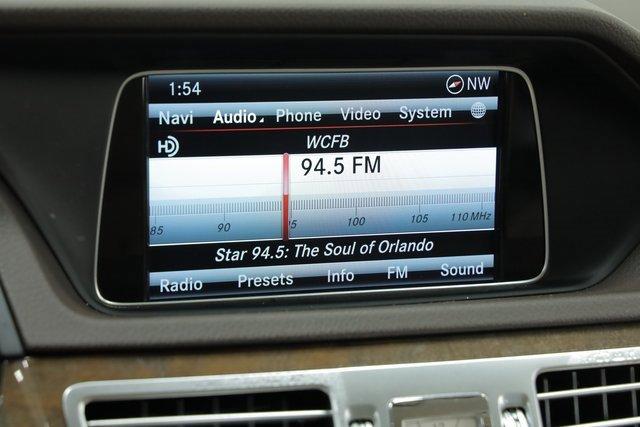 1:54 NW
Navi Audio Phone Video System
HD WCFB
94.5 FM
85 90 95 100 105 110 MHz
Star 94.5: The Soul of Orlando
Radio Presets Info FM Sound